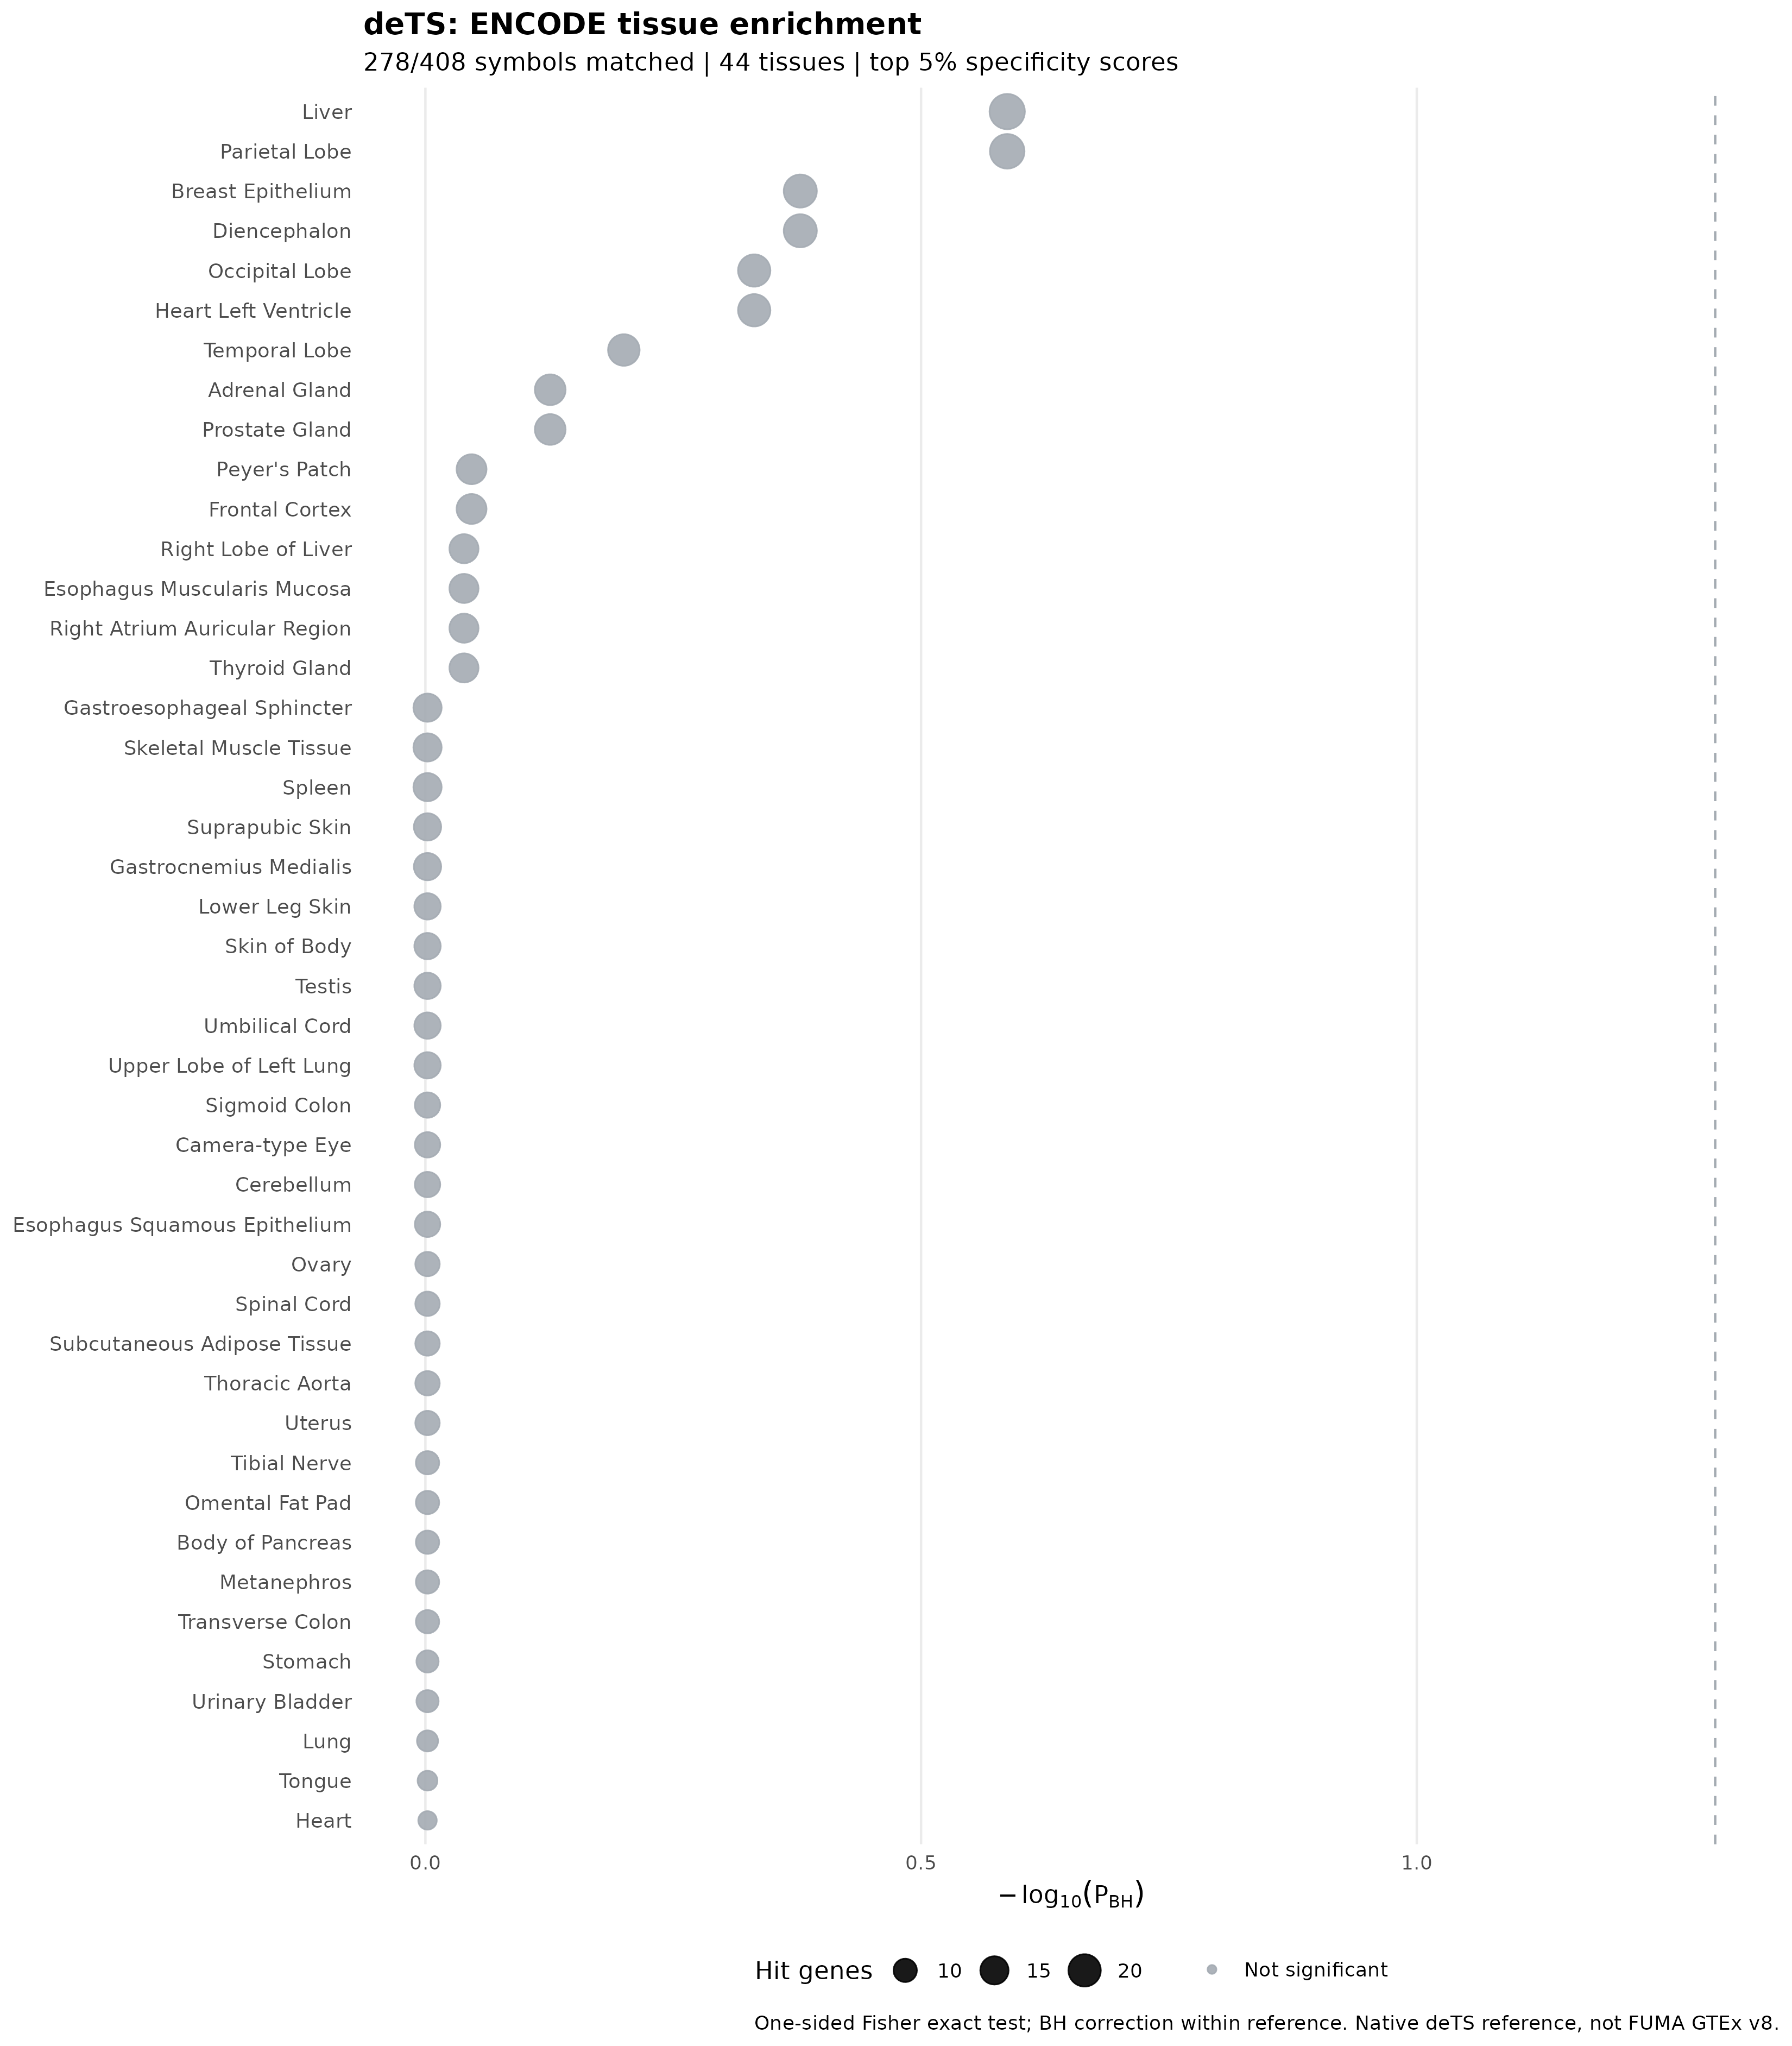 deTS: ENCODE tissue enrichment
278/408 symbols matched | 44 tissues | top 5% specificity scores
Liver
Parietal Lobe
Breast Epithelium
Diencephalon
Occipital Lobe
Heart Left Ventricle
Temporal Lobe
Adrenal Gland
Prostate Gland
Peyer's Patch
Frontal Cortex
Right Lobe of Liver
Esophagus Muscularis Mucosa
Right Atrium Auricular Region
Thyroid Gland
Gastroesophageal Sphincter
Skeletal Muscle Tissue
Spleen
Suprapubic Skin
Gastrocnemius Medialis
Lower Leg Skin
Skin of Body
Testis
Umbilical Cord
Upper Lobe of Left Lung
Sigmoid Colon
Camera-type Eye
Cerebellum
Esophagus Squamous Epithelium
Ovary
Spinal Cord
Subcutaneous Adipose Tissue
Thoracic Aorta
Uterus
Tibial Nerve
Omental Fat Pad
Body of Pancreas
Metanephros
Transverse Colon
Stomach
Urinary Bladder
Lung
Tongue
Heart
0.0 0.5 1.0
−log10(PBH)
Hit genes 10 15 20 Not significant
One-sided Fisher exact test; BH correction within reference. Native deTS reference, not FUMA GTEx v8.